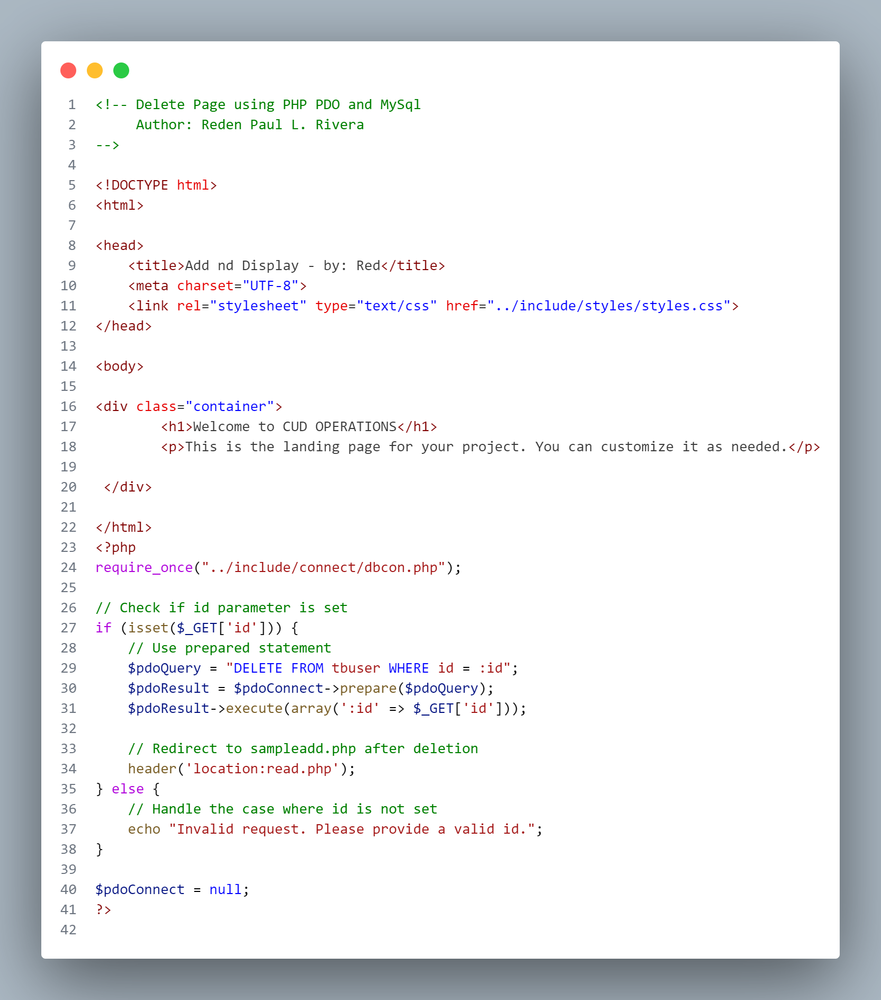 1 <!-- Delete Page using PHP PDO and MySql
2      Author: Reden Paul L. Rivera
3 -->
4
5 <!DOCTYPE html>
6 <html>
7
8 <head>
9     <title>Add nd Display - by: Red</title>
10     <meta charset="UTF-8">
11     <link rel="stylesheet" type="text/css" href="../include/styles/styles.css">
12 </head>
13
14 <body>
15
16 <div class="container">
17         <h1>Welcome to CUD OPERATIONS</h1>
18         <p>This is the landing page for your project. You can customize it as needed.</p>
19
20  </div>
21
22 </html>
23 <?php
24 require_once("../include/connect/dbcon.php");
25
26 // Check if id parameter is set
27 if (isset($_GET['id'])) {
28     // Use prepared statement
29     $pdoQuery = "DELETE FROM tbuser WHERE id = :id";
30     $pdoResult = $pdoConnect->prepare($pdoQuery);
31     $pdoResult->execute(array(':id' => $_GET['id']));
32
33     // Redirect to sampleadd.php after deletion
34     header('location:read.php');
35 } else {
36     // Handle the case where id is not set
37     echo "Invalid request. Please provide a valid id.";
38 }
39
40 $pdoConnect = null;
41 ?>
42